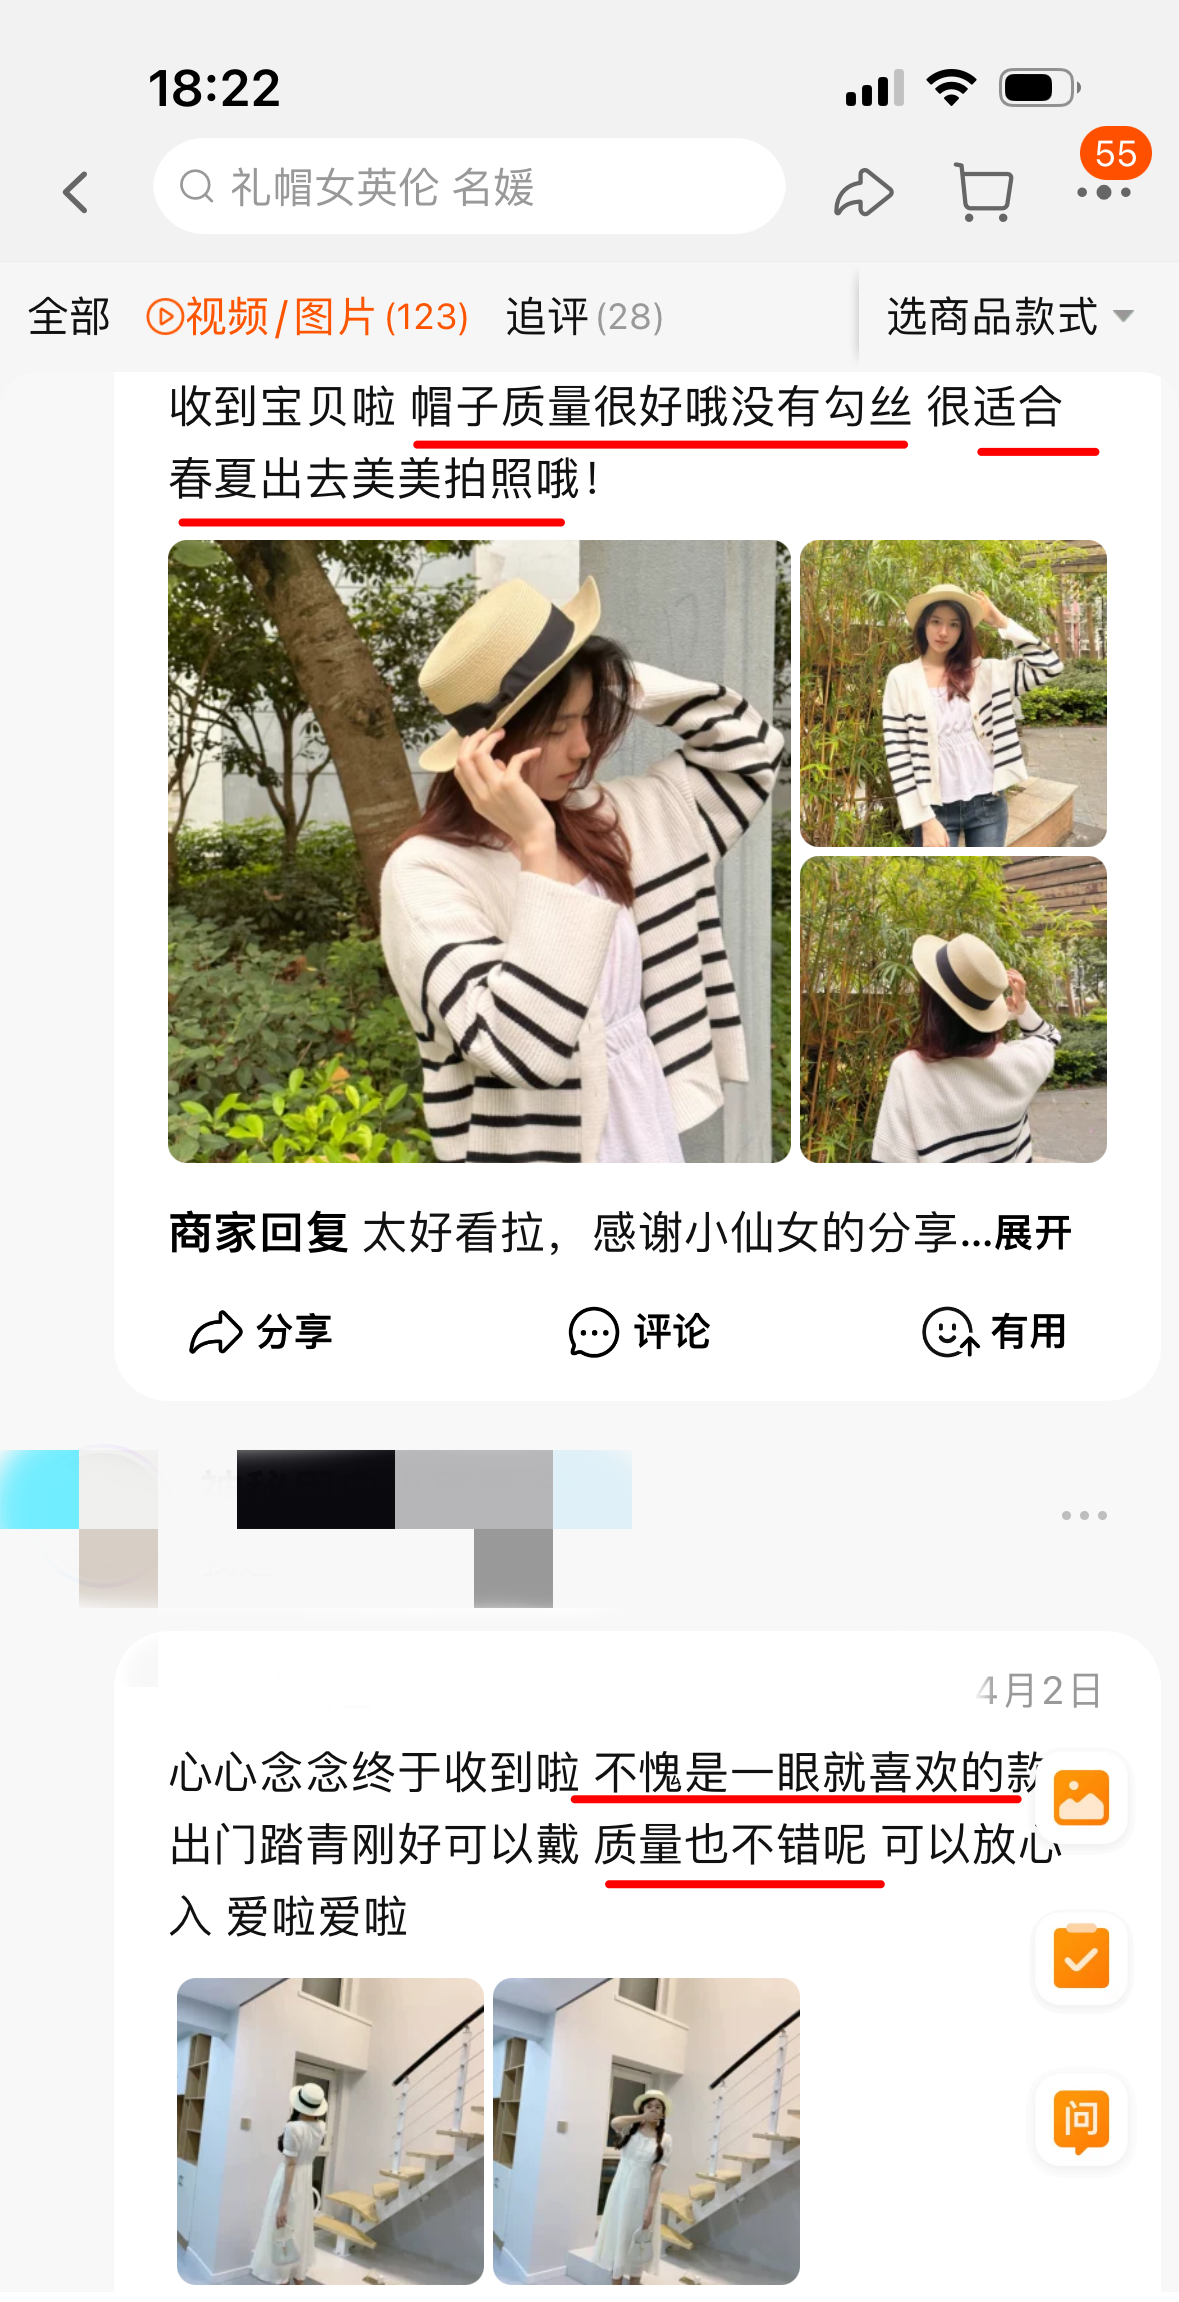 18:22
55
礼帽女英伦 名媛
全部 视频/图片(123) 追评(28) 选商品款式
收到宝贝啦 帽子质量很好哦没有勾丝 很适合
春夏出去美美拍照哦！
商家回复 太好看拉，感谢小仙女的分享...展开
分享 评论 有用
4月2日
心心念念终于收到啦 不愧是一眼就喜欢的款
出门踏青刚好可以戴 质量也不错呢 可以放心
入 爱啦爱啦
问